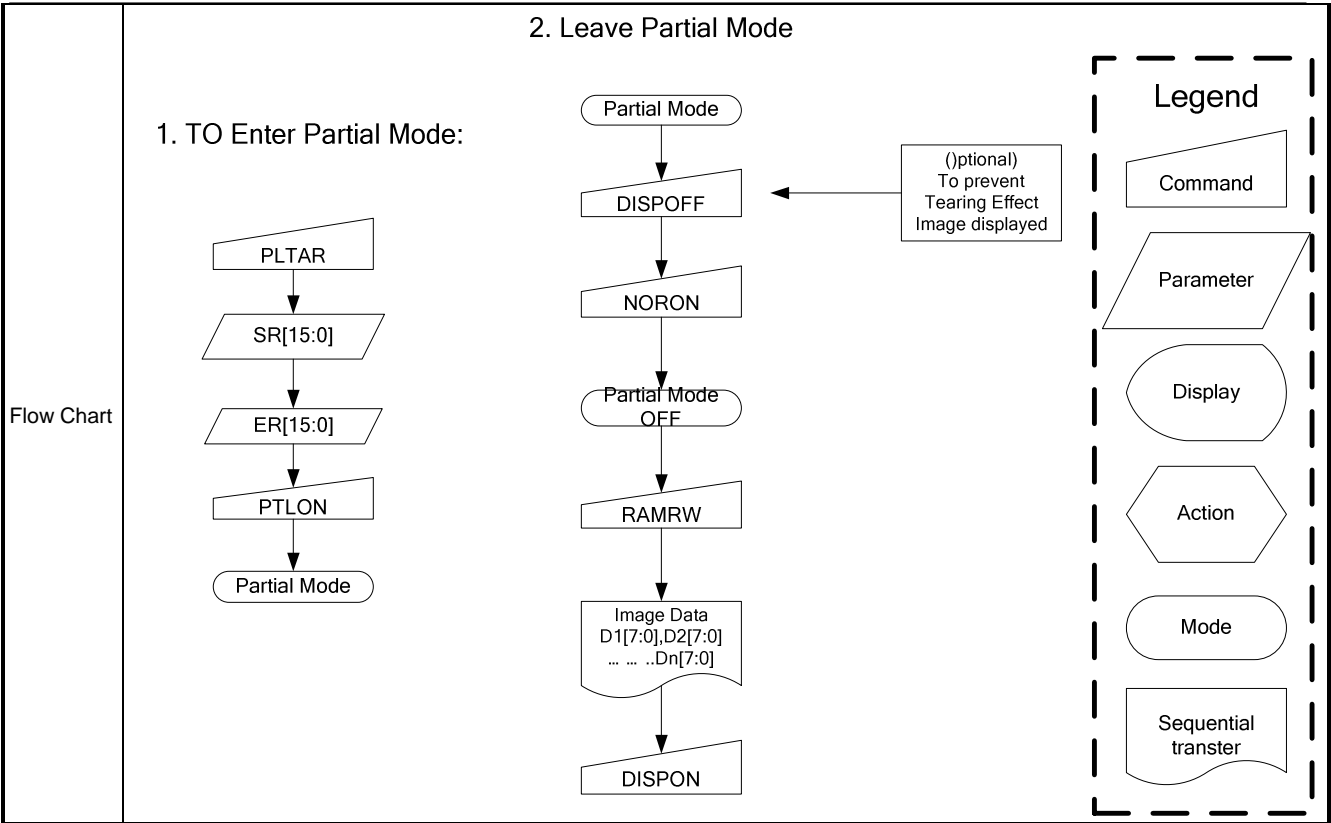 Flow Chart
1. TO Enter Partial Mode:
PLTAR
SR[15:0]
ER[15:0]
PTLON
Partial Mode
2. Leave Partial Mode
Partial Mode
DISPOFF
NORON
Partial Mode
OFF
RAMRW
Image Data
D1[7:0],D2[7:0]
... ... ..Dn[7:0]
DISPON
()ptional)
To prevent
Tearing Effect
Image displayed
Legend
Command
Parameter
Display
Action
Mode
Sequential
transter